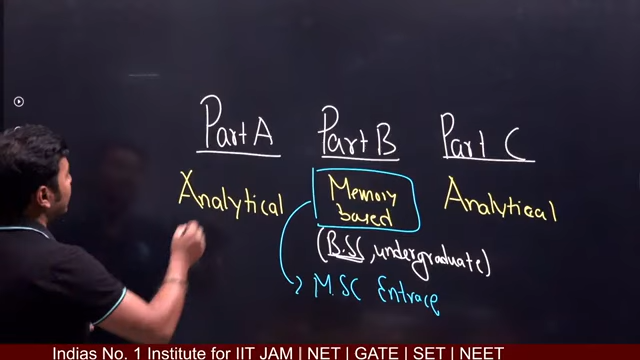 Part A Part B Part C
Analytical Memory based Analytical
(B.SC, undergraduate)
M.SC Entrace
Indias No. 1 Institute for IIT JAM | NET | GATE | SET | NEET